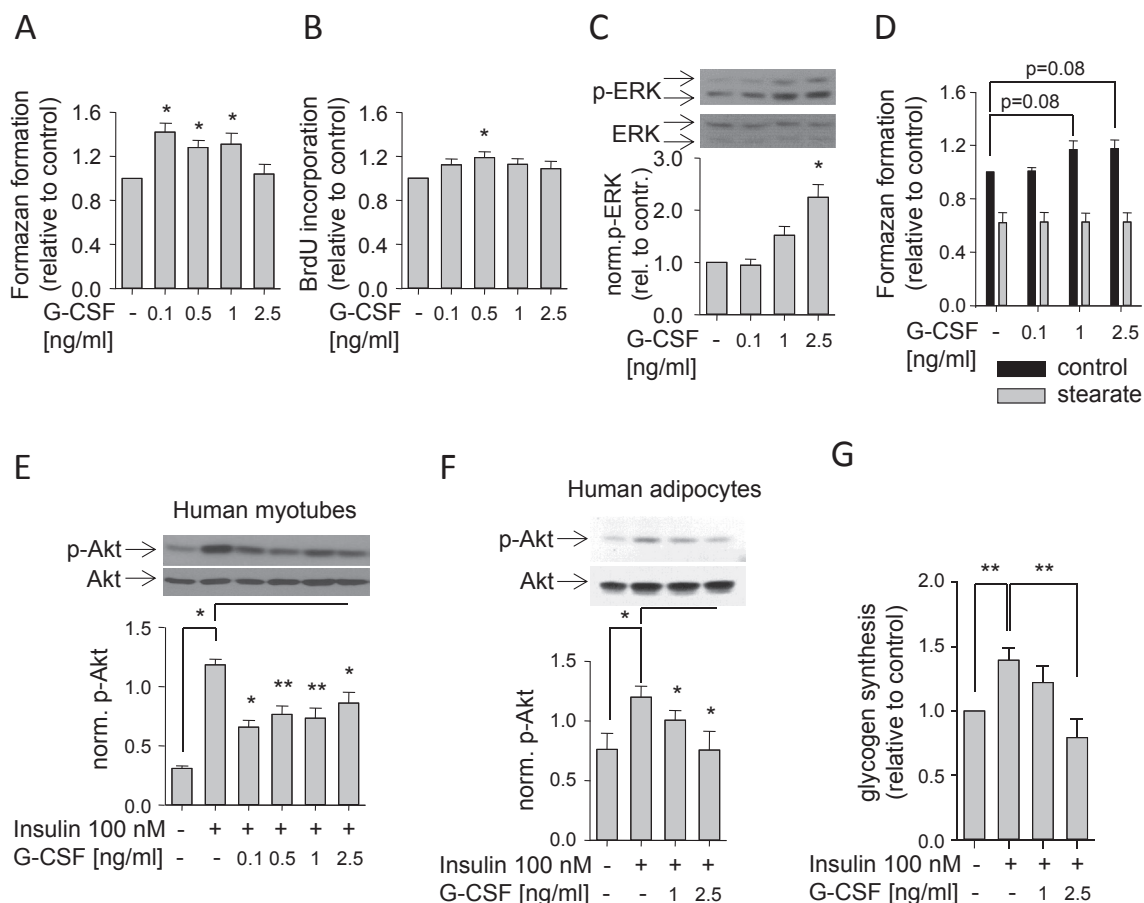 A
Formazan formation
(relative to control)
1.6
1.2
0.8
0.4
0.0
* * *
G-CSF - 0.1 0.5 1 2.5
[ng/ml]
B
BrdU incorporation
(relative to control)
1.6
1.2
0.8
0.4
0.0
*
G-CSF - 0.1 0.5 1 2.5
[ng/ml]
C
p-ERK
ERK
norm.p-ERK
(rel. to contr.)
3.0
2.0
1.0
0.0
*
G-CSF - 0.1 1 2.5
[ng/ml]
D
p=0.08
p=0.08
Formazan formation
(relative to control)
1.6
1.2
0.8
0.4
0.0
G-CSF - 0.1 1 2.5
[ng/ml]
control
stearate
E
Human myotubes
p-Akt
Akt
*
norm. p-Akt
1.5
1.0
0.5
0.0
* ** ** *
Insulin 100 nM - + + + + +
G-CSF [ng/ml] - - 0.1 0.5 1 2.5
F
Human adipocytes
p-Akt
Akt
*
norm. p-Akt
1.5
1.0
0.5
0.0
* *
Insulin 100 nM - + + +
G-CSF [ng/ml] - - 1 2.5
G
** **
glycogen synthesis
(relative to control)
2.0
1.5
1.0
0.5
0.0
Insulin 100 nM - + + +
G-CSF [ng/ml] - - 1 2.5